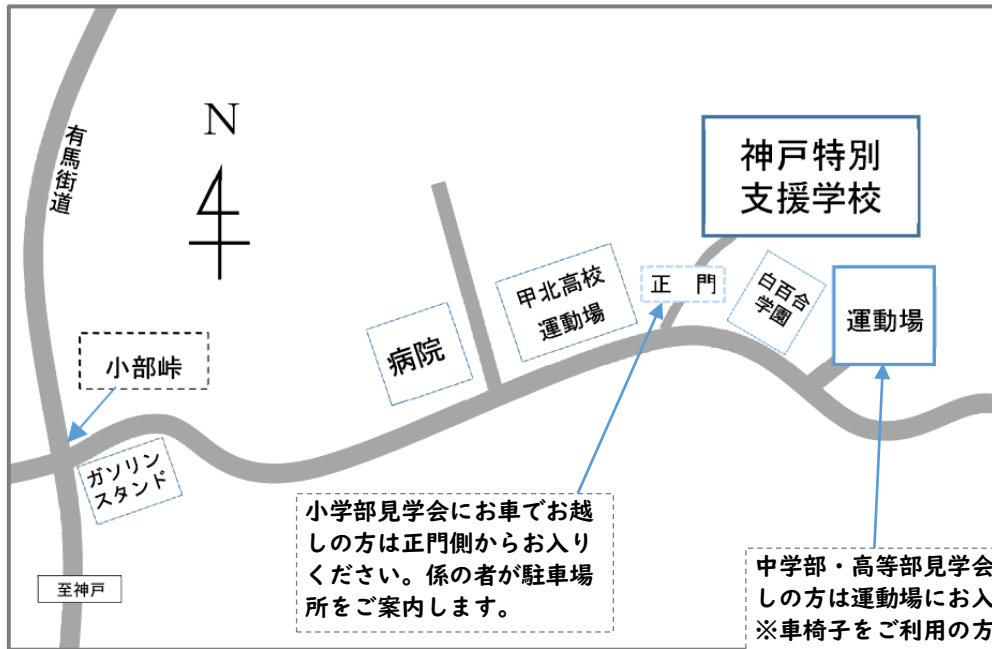 有馬街道
N
神戸特別
支援学校
小部峠
病院
甲北高校
運動場
正 門
白百合
学園
運動場
ガソリン
スタンド
至神戸
小学部見学会にお車でお越
しの方は正門側からお入り
ください。係の者が駐車場
所をご案内します。
中学部・高等部見学会
しの方は運動場にお入
※車椅子をご利用の方